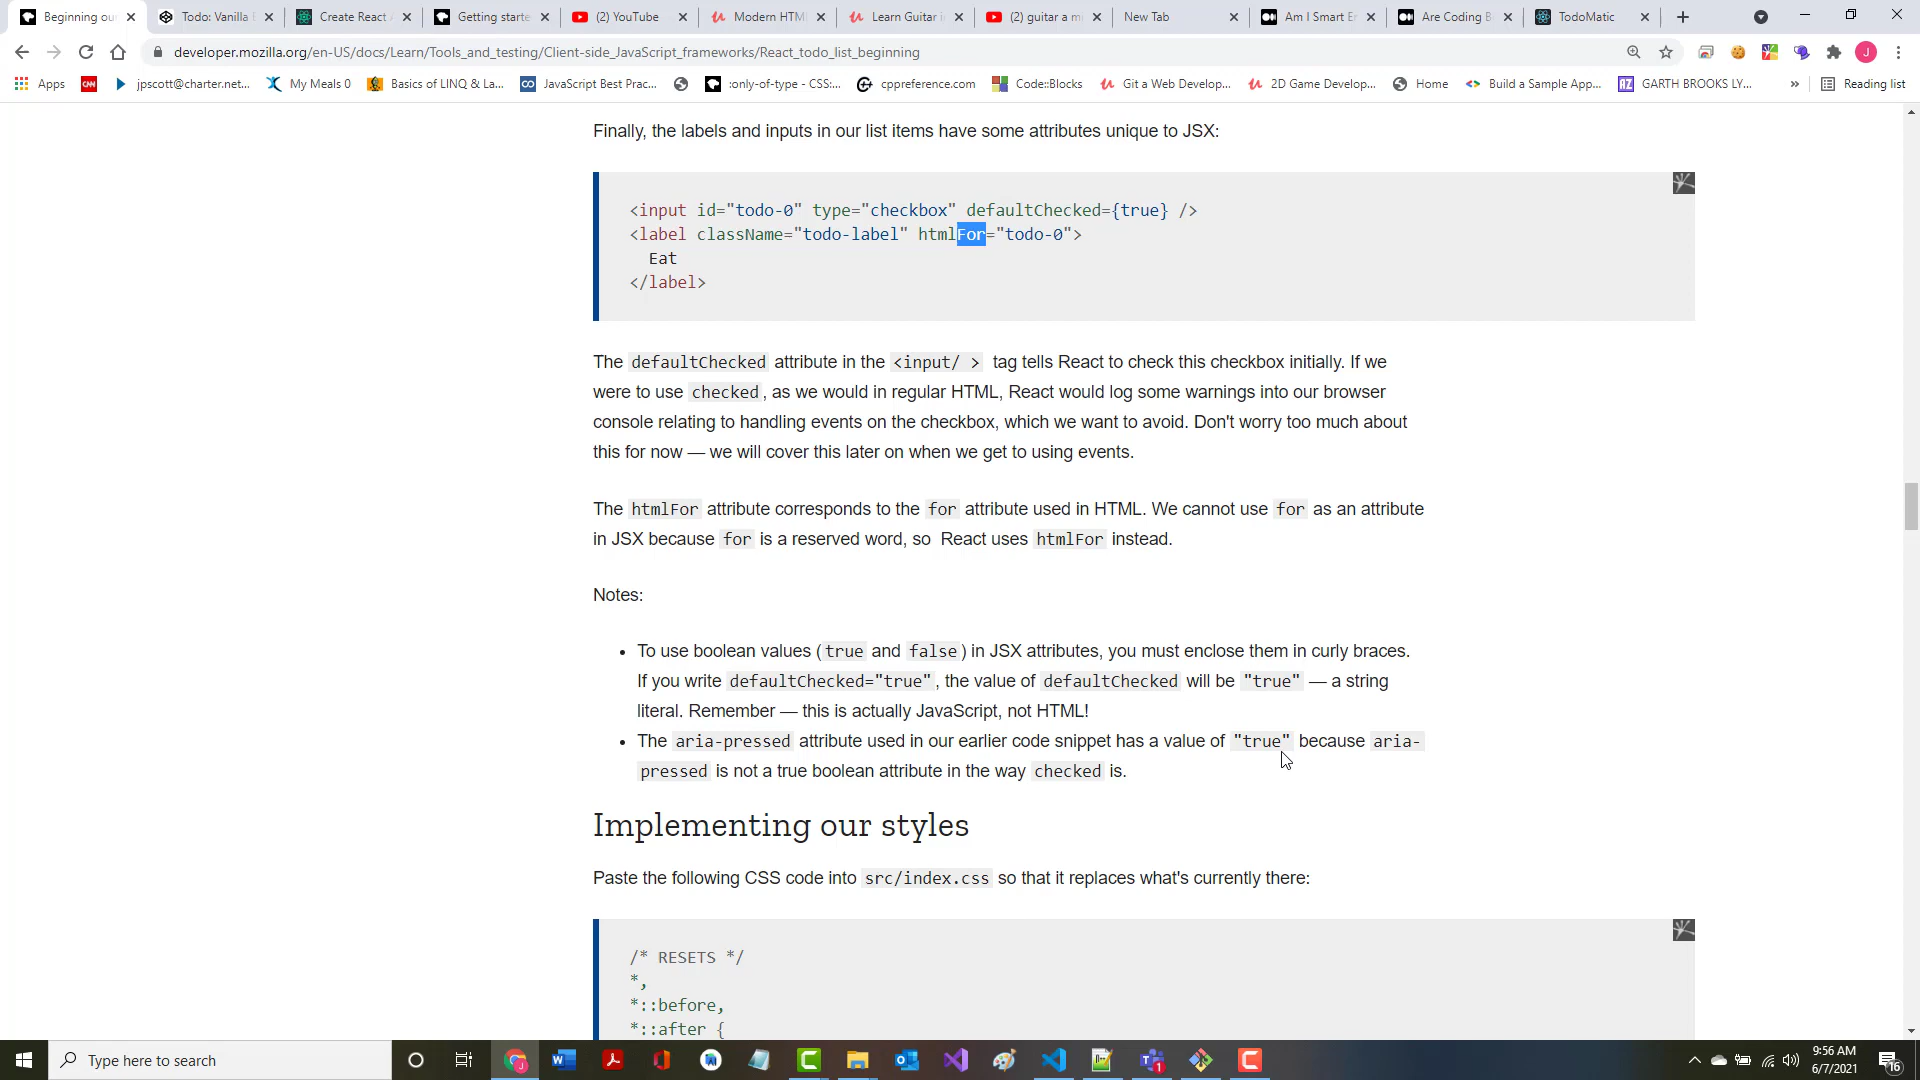 Beginning ou
Todo: Vanilla
Create React
Getting starte
(2) YouTube
Modern HTM
Learn Guitar i
(2) guitar a m
New Tab
Am I Smart Er
Are Coding B
TodoMatic
developer.mozilla.org/en-US/docs/Learn/Tools_and_testing/Client-side_JavaScript_frameworks/React_todo_list_beginning
J
Apps
CNN
jpscott@charter.net...
My Meals 0
Basics of LINQ & La...
JavaScript Best Prac...
:only-of-type - CSS:...
cppreference.com
Code::Blocks
Git a Web Develop...
2D Game Develop...
Home
Build a Sample App...
AZ
GARTH BROOKS LY...
»
Reading list
Finally, the labels and inputs in our list items have some attributes unique to JSX:
<input id="todo-0" type="checkbox" defaultChecked={true} />
<label className="todo-label" htmlFor="todo-0">
Eat
</label>
The defaultChecked attribute in the <input/ > tag tells React to check this checkbox initially. If we
were to use checked, as we would in regular HTML, React would log some warnings into our browser
console relating to handling events on the checkbox, which we want to avoid. Don't worry too much about
this for now — we will cover this later on when we get to using events.
The htmlFor attribute corresponds to the for attribute used in HTML. We cannot use for as an attribute
in JSX because for is a reserved word, so React uses htmlFor instead.
Notes:
• To use boolean values (true and false) in JSX attributes, you must enclose them in curly braces.
If you write defaultChecked="true", the value of defaultChecked will be "true" — a string
literal. Remember — this is actually JavaScript, not HTML!
• The aria-pressed attribute used in our earlier code snippet has a value of "true" because aria-
pressed is not a true boolean attribute in the way checked is.
Implementing our styles
Paste the following CSS code into src/index.css so that it replaces what's currently there:
/* RESETS */
*,
*::before,
*::after {
Type here to search
9:56 AM
6/7/2021
16